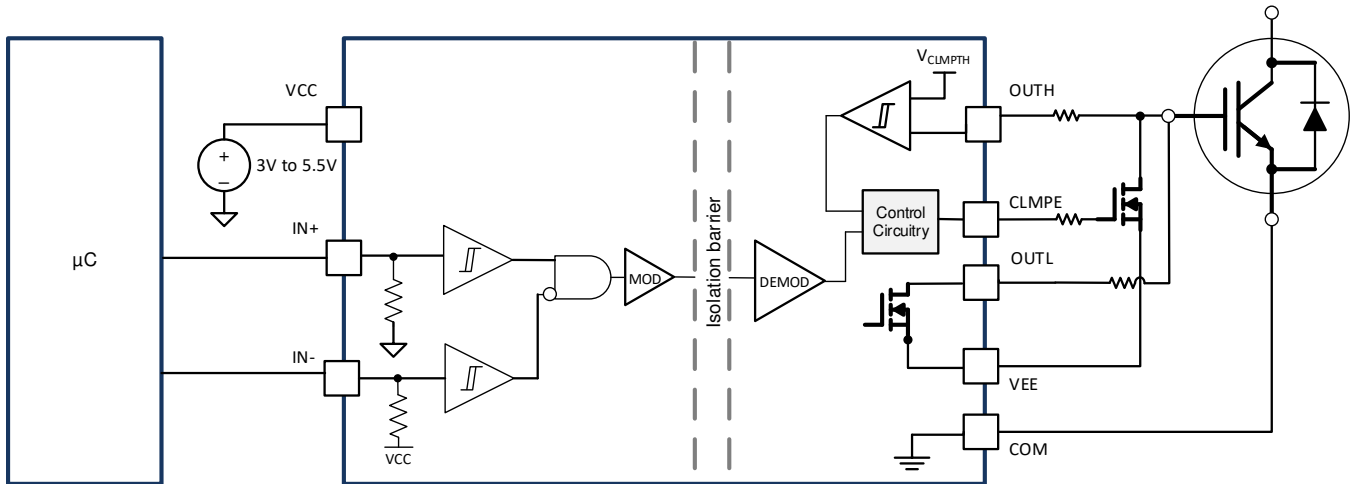 µC
VCC
+
−
3V to 5.5V
IN+
IN-
VCC
MOD
Isolation barrier
DEMOD
VCLMPTH
Control
Circuitry
OUTH
CLMPE
OUTL
VEE
COM